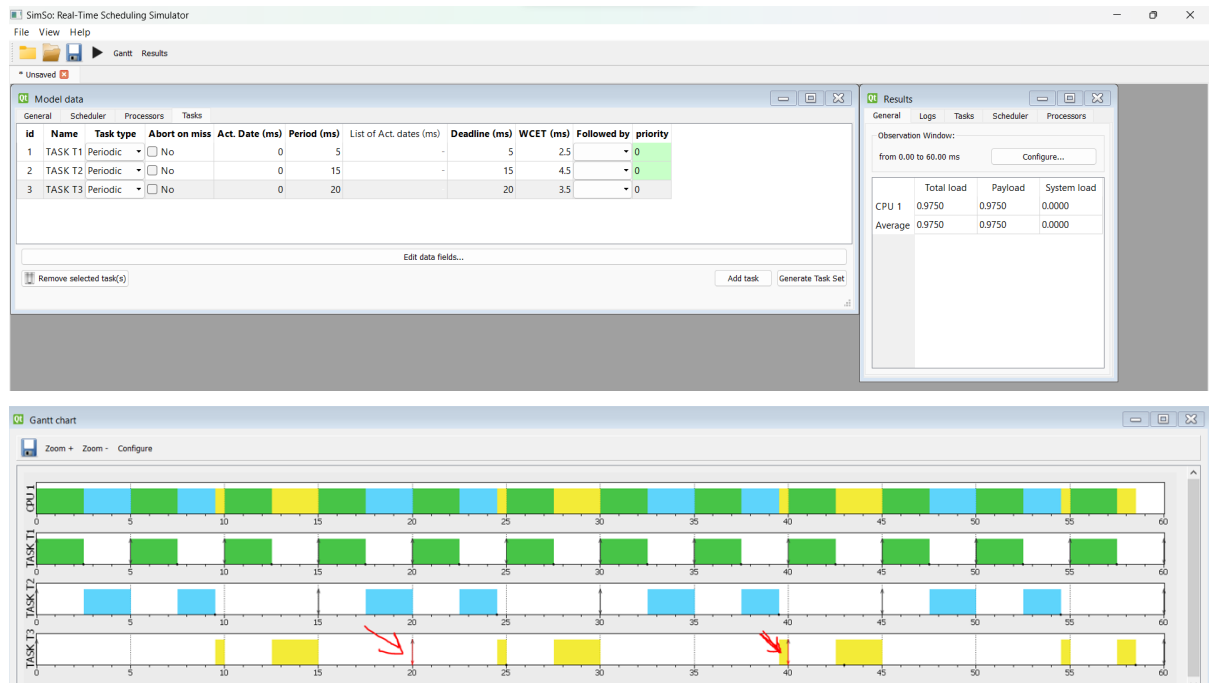 SimSo: Real-Time Scheduling Simulator
File View Help
Gantt Results
* Unsaved
Qt Model data
General Scheduler Processors Tasks
id Name Task type Abort on miss Act. Date (ms) Period (ms) List of Act. dates (ms) Deadline (ms) WCET (ms) Followed by priority
1 TASK T1 Periodic No 0 5 - 5 2.5 0
2 TASK T2 Periodic No 0 15 - 15 4.5 0
3 TASK T3 Periodic No 0 20 20 3.5 0
Edit data fields...
Remove selected task(s) Add task Generate Task Set
Qt Results
General Logs Tasks Scheduler Processors
Observation Window:
from 0.00 to 60.00 ms Configure...
Total load Payload System load
CPU 1 0.9750 0.9750 0.0000
Average 0.9750 0.9750 0.0000
Qt Gantt chart
Zoom + Zoom - Configure
CPU 1
0 5 10 15 20 25 30 35 40 45 50 55 60
TASK T1
0 5 10 15 20 25 30 35 40 45 50 55 60
TASK T2
0 5 10 15 20 25 30 35 40 45 50 55 60
TASK T3
0 5 10 15 20 25 30 35 40 45 50 55 60